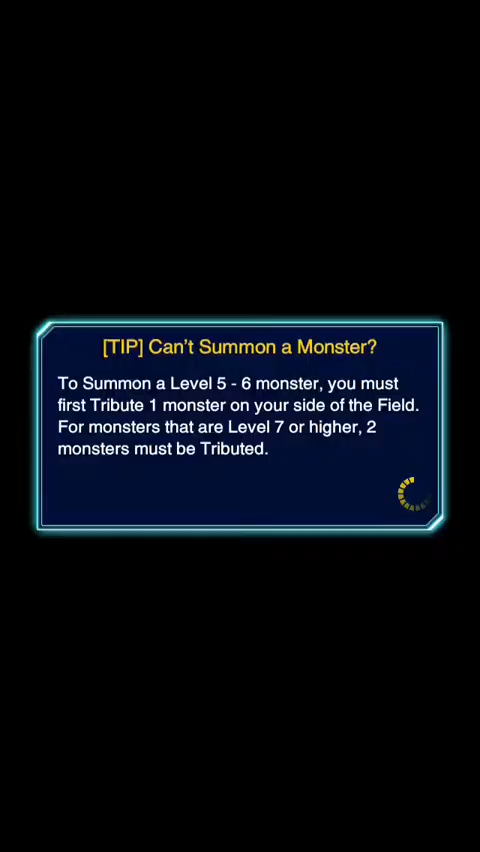 [TIP] Can't Summon a Monster?
To Summon a Level 5 - 6 monster, you must
first Tribute 1 monster on your side of the Field.
For monsters that are Level 7 or higher, 2
monsters must be Tributed.